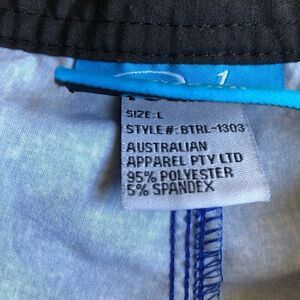 SIZE:L
STYLE#:BTRL-1303
AUSTRALIAN
APPAREL PTY LTD
95% POLYESTER
5% SPANDEX